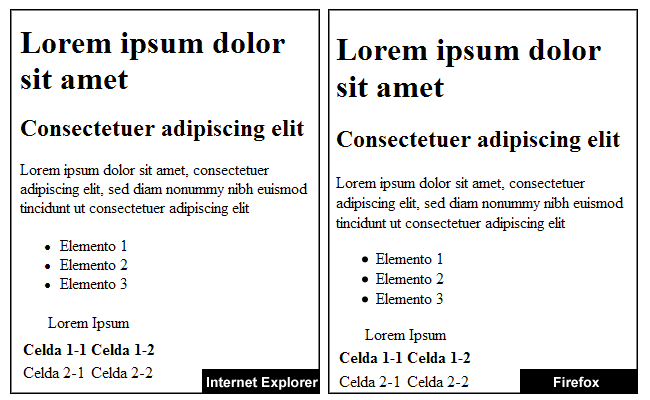 Lorem ipsum dolor
sit amet
Consectetuer adipiscing elit
Lorem ipsum dolor sit amet, consectetuer
adipiscing elit, sed diam nonummy nibh euismod
tincidunt ut consectetuer adipiscing elit
• Elemento 1
• Elemento 2
• Elemento 3
Lorem Ipsum
Celda 1-1 Celda 1-2
Celda 2-1 Celda 2-2
Internet Explorer
Lorem ipsum dolor
sit amet
Consectetuer adipiscing elit
Lorem ipsum dolor sit amet, consectetuer
adipiscing elit, sed diam nonummy nibh euismod
tincidunt ut consectetuer adipiscing elit
• Elemento 1
• Elemento 2
• Elemento 3
Lorem Ipsum
Celda 1-1 Celda 1-2
Celda 2-1 Celda 2-2
Firefox